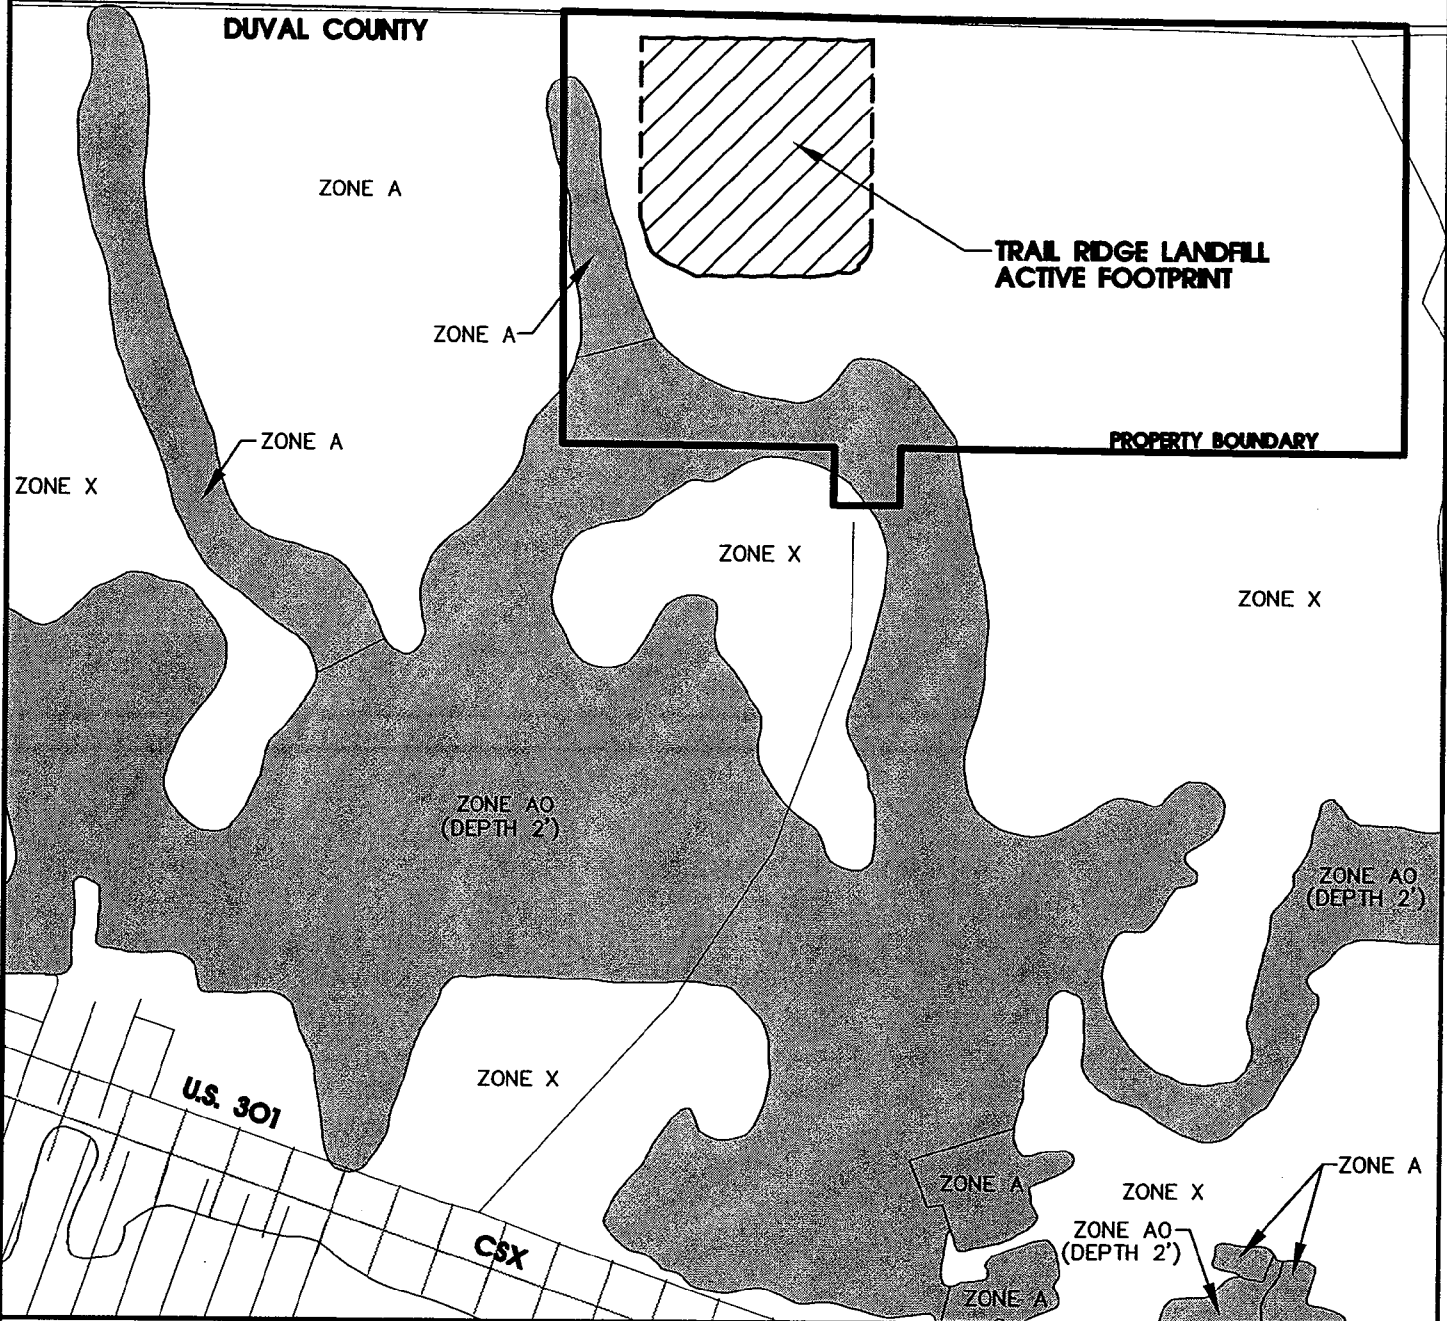 DUVAL COUNTY
ZONE A
TRAIL RIDGE LANDFILL
ACTIVE FOOTPRINT
ZONE A
ZONE A
PROPERTY BOUNDARY
ZONE X
ZONE X
ZONE X
ZONE AO
(DEPTH 2')
ZONE AO
(DEPTH 2')
ZONE X
U.S. 301
ZONE A
ZONE A
ZONE X
ZONE AO
(DEPTH 2')
CSX
ZONE A